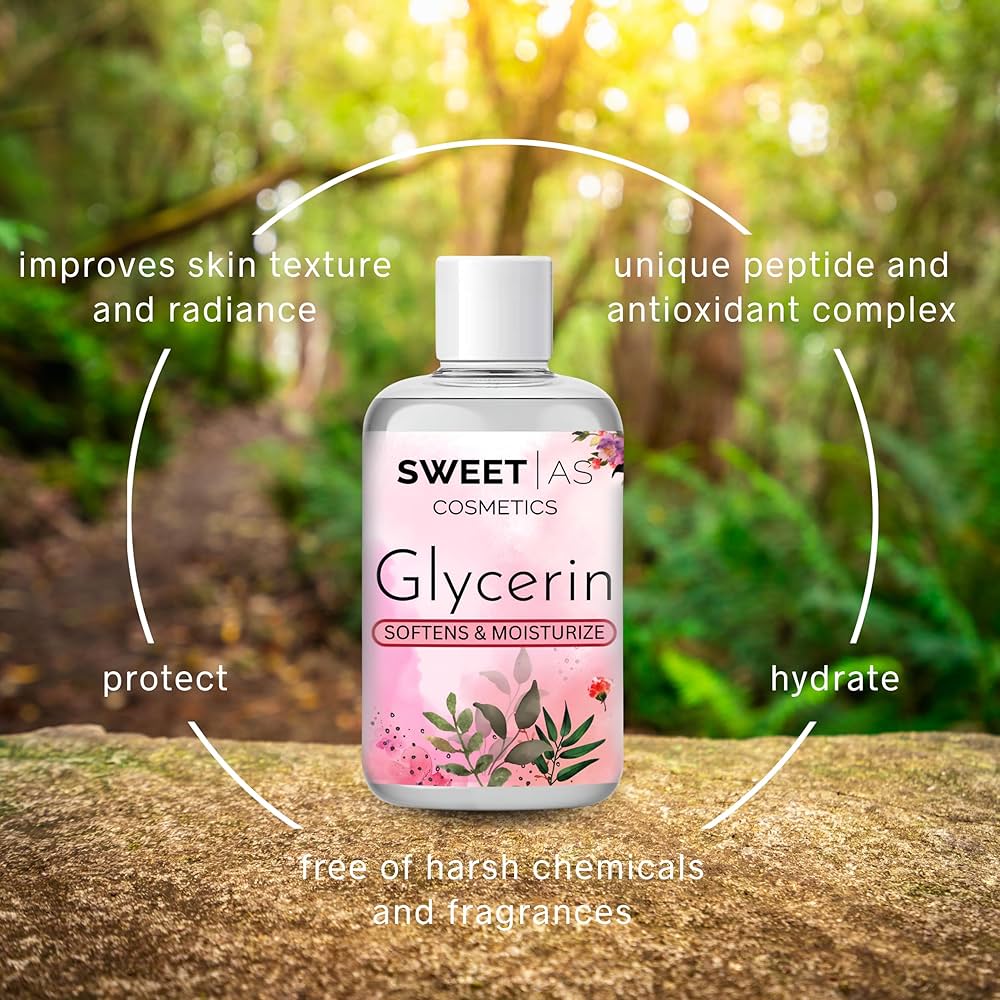 improves skin texture
and radiance
unique peptide and
antioxidant complex
SWEET|AS
COSMETICS
Glycerin
SOFTENS & MOISTURIZE
protect
hydrate
free of harsh chemicals
and fragrances